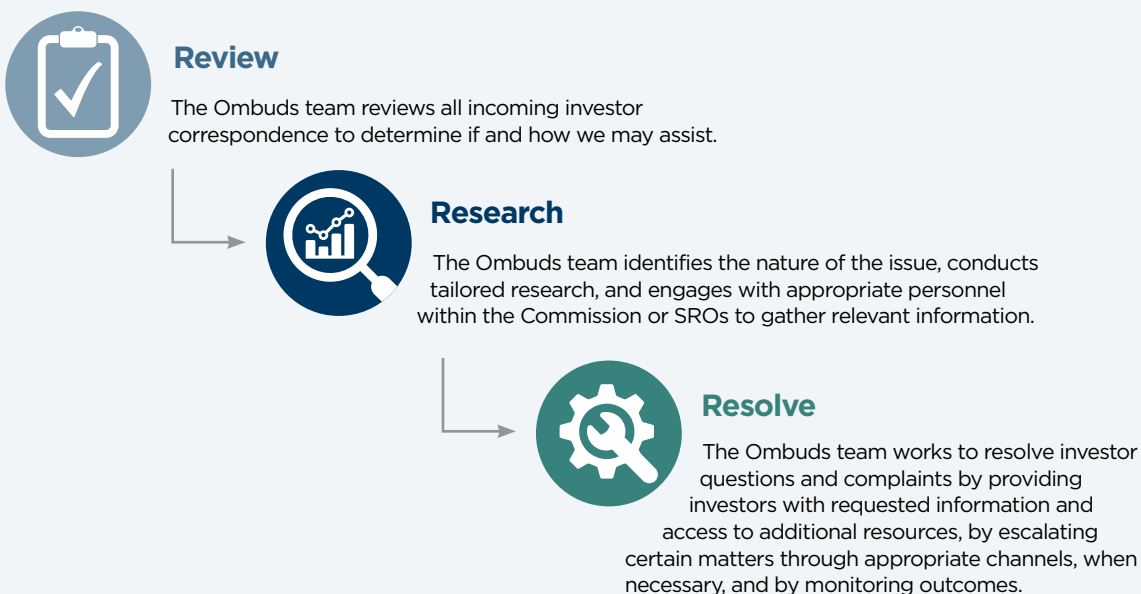 Review
The Ombuds team reviews all incoming investor
correspondence to determine if and how we may assist.
Research
The Ombuds team identifies the nature of the issue, conducts
tailored research, and engages with appropriate personnel
within the Commission or SROs to gather relevant information.
Resolve
The Ombuds team works to resolve investor
questions and complaints by providing
investors with requested information and
access to additional resources, by escalating
certain matters through appropriate channels, when
necessary, and by monitoring outcomes.